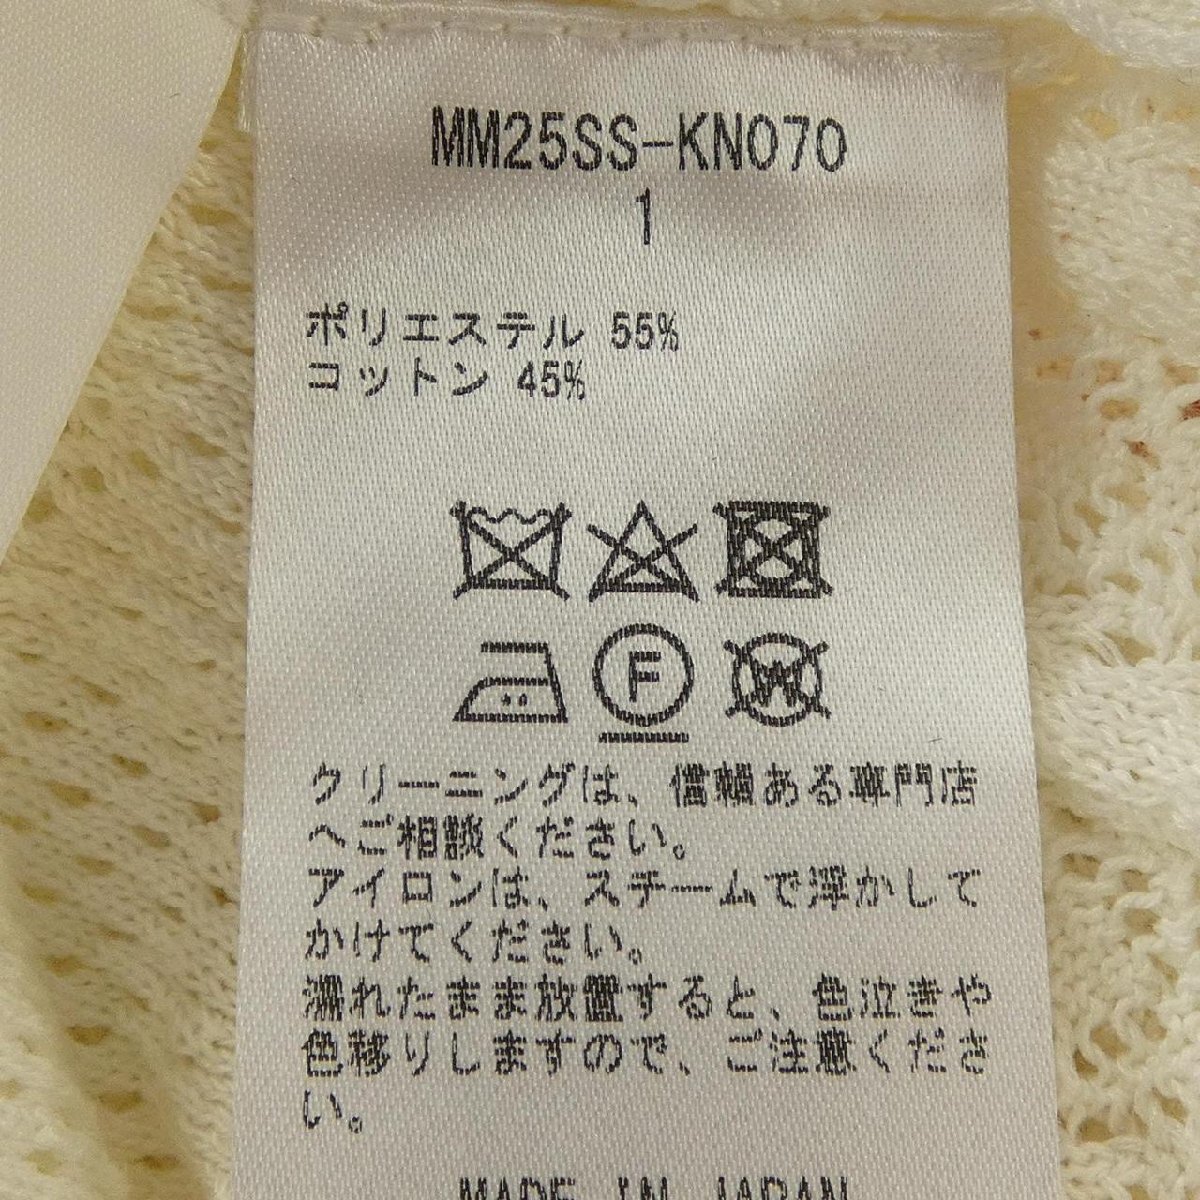 MM25SS-KN070
1
ポリエステル 55%
コットン 45%
F
W
クリーニングは、信頼ある専門店
へご相談ください。
アイロンは、スチームで浮かして
かけてください。
濡れたまま放置すると、色泣きや
色移りしますので、ご注意くださ
い。
MADE IN JAPAN